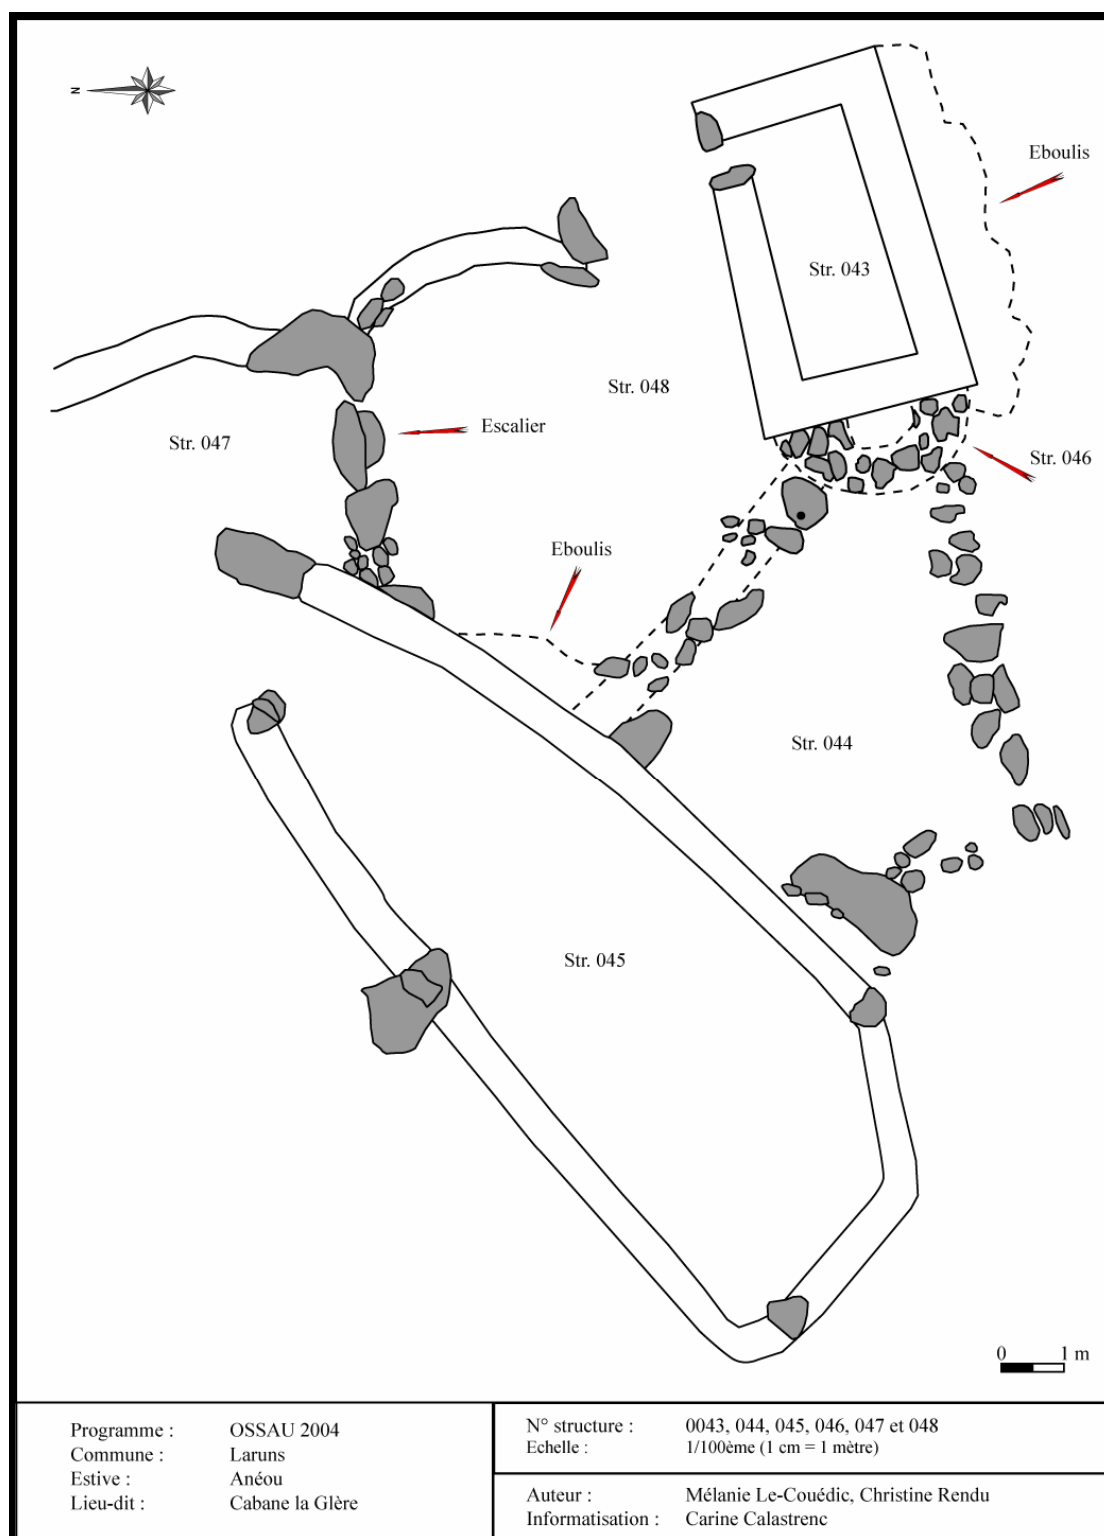 N
Eboulis
Str. 043
Str. 048
Str. 047
Escalier
Str. 046
Eboulis
Str. 044
Str. 045
0 1 m
Programme : OSSAU 2004
Commune : Laruns
Estive : Anéou
Lieu-dit : Cabane la Glère
N° structure : 0043, 044, 045, 046, 047 et 048
Echelle : 1/100ème (1 cm = 1 mètre)
Auteur : Mélanie Le-Couédic, Christine Rendu
Informatisation : Carine Calastrenc